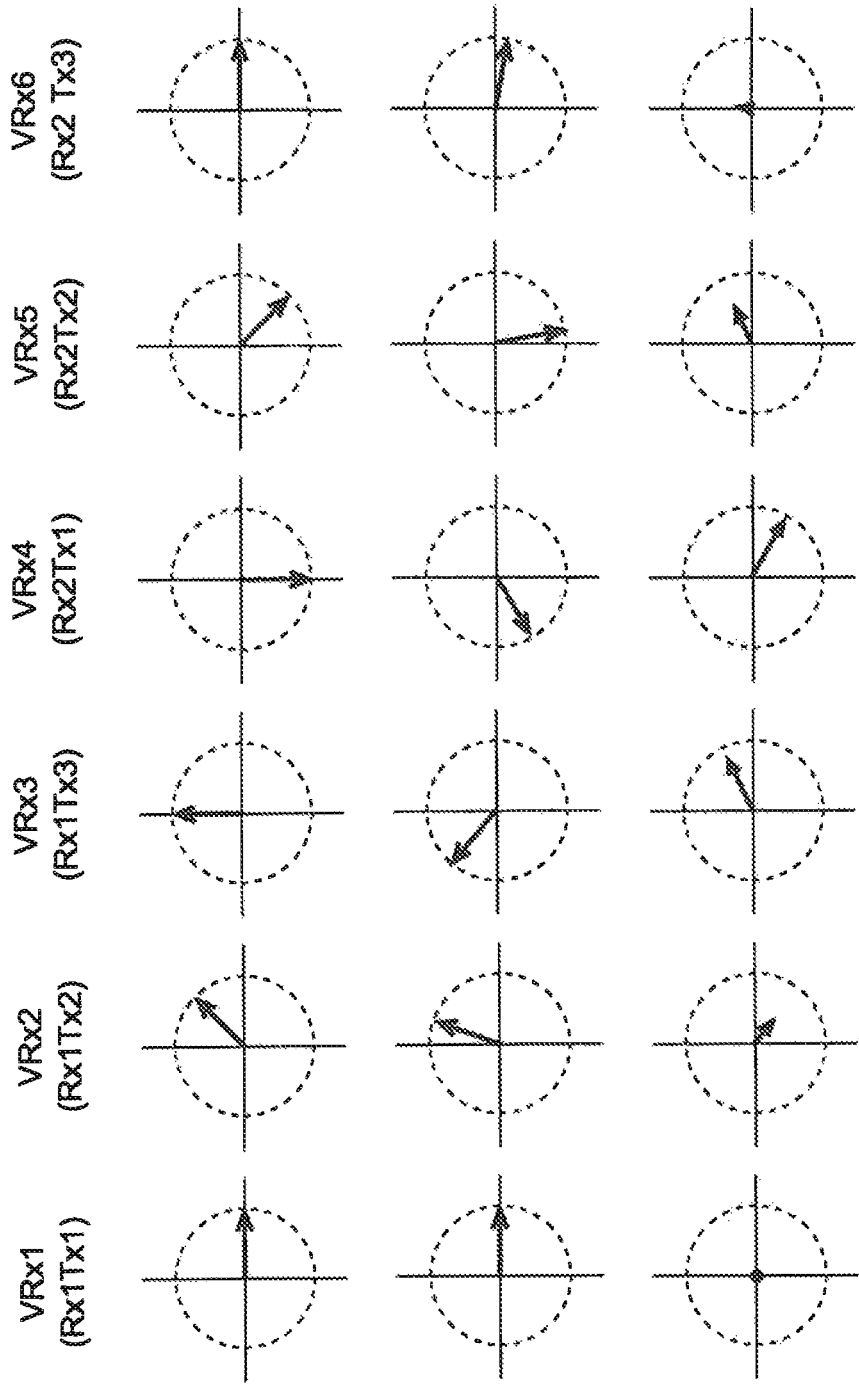 VRx1
(Rx1Tx1)
VRx2
(Rx1Tx2)
VRx3
(Rx1Tx3)
VRx4
(Rx2Tx1)
VRx5
(Rx2Tx2)
VRx6
(Rx2 Tx3)